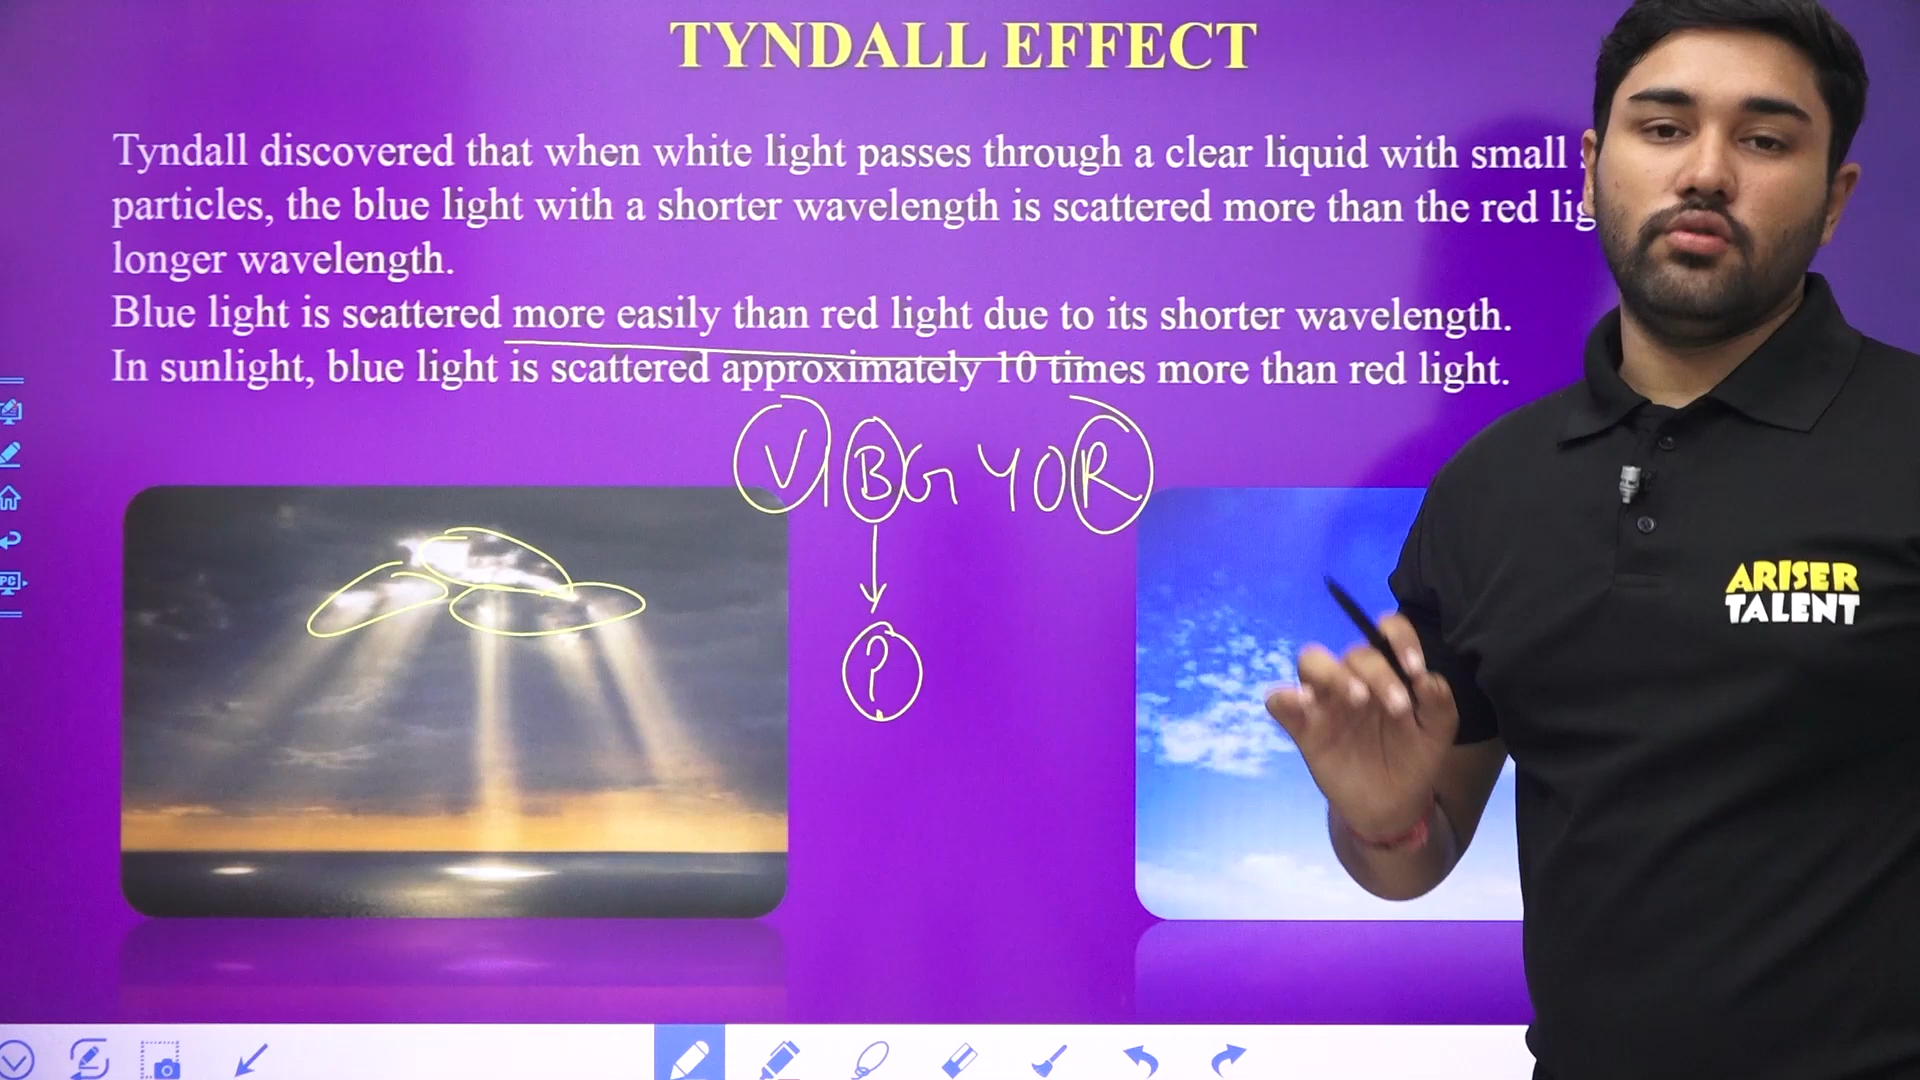 TYNDALL EFFECT
Tyndall discovered that when white light passes through a clear liquid with small
particles, the blue light with a shorter wavelength is scattered more than the red
longer wavelength.
Blue light is scattered more easily than red light due to its shorter wavelength.
In sunlight, blue light is scattered approximately 10 times more than red light.
VIBGYOR
?
ARISER
TALENT
PC